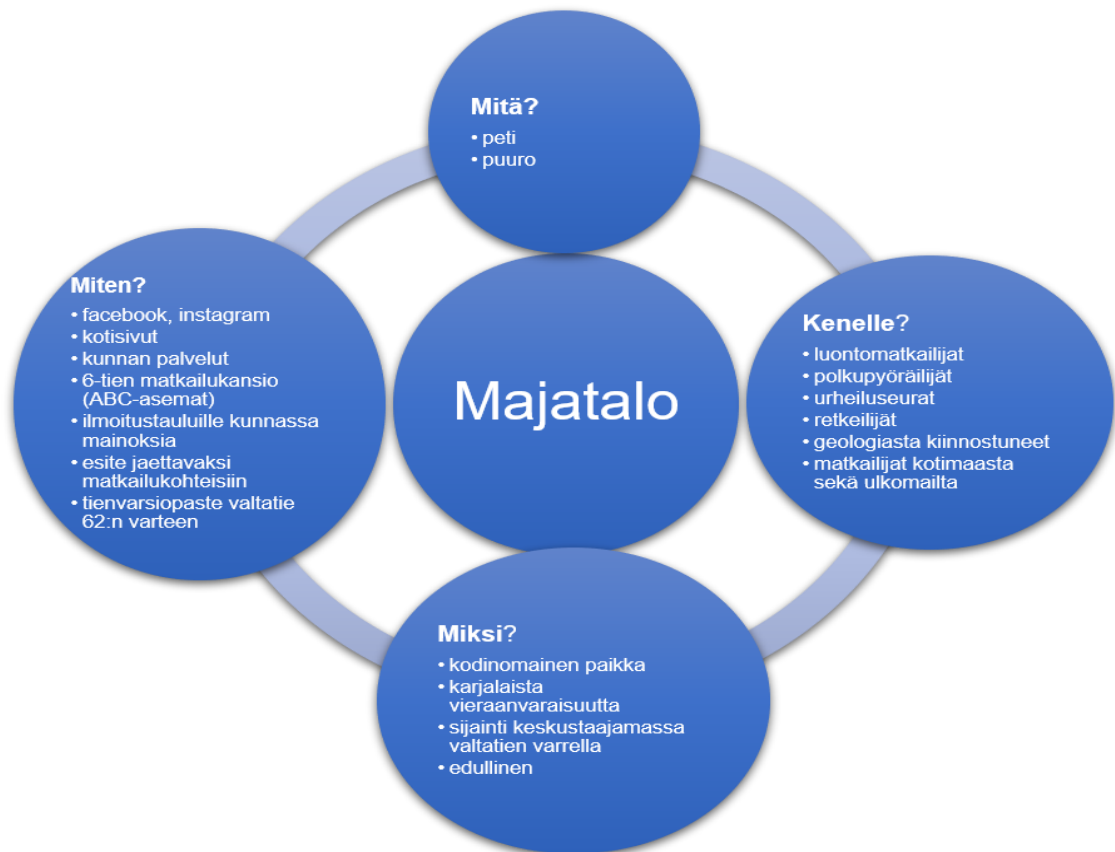 Mitä?
• peti
• puuro
Kenelle?
• luontomatkailijat
• polkupyöräilijät
• urheiluseurat
• retkeilijät
• geologiasta kiinnostuneet
• matkailijat kotimaasta
sekä ulkomailta
Miksi?
• kodinomainen paikka
• karjalaista
vieraanvaraisuutta
• sijainti keskustaajamassa
valtatien varrella
• edullinen
Miten?
• facebook, instagram
• kotisivut
• kunnan palvelut
• 6-tien matkailukansio
(ABC-asemat)
• ilmoitustauluille kunnassa
mainoksia
• esite jaettavaksi
matkailukohteisiin
• tienvarsiopaste valtatie
62:n varteen
Majatalo